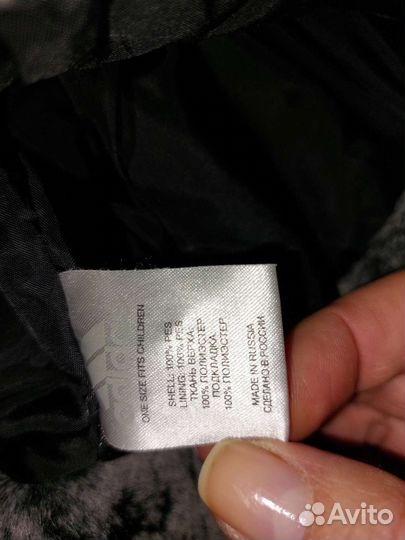 adidas
ONE SIZE FITS CHILDREN
SHELL: 100% PES
LINING: 100% PES
ТКАНЬ ВЕРХА:
100% ПОЛИЭСТЕР
ПОДКЛАДКА
100% ПОЛИЭСТЕР
MADE IN RUSSIA
СДЕЛАНО В РОССИИ
Avito